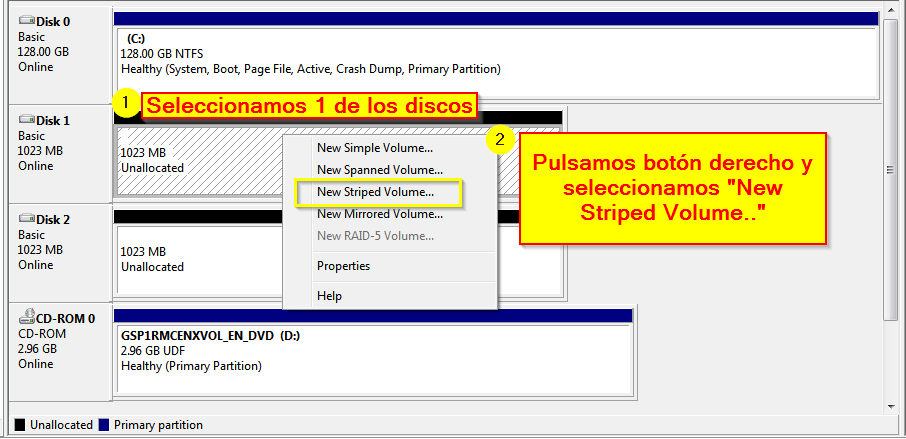 Disk 0
Basic
128.00 GB
Online
(C:)
128.00 GB NTFS
Healthy (System, Boot, Page File, Active, Crash Dump, Primary Partition)
1
Seleccionamos 1 de los discos
Disk 1
Basic
1023 MB
Online
1023 MB
Unallocated
New Simple Volume...
New Spanned Volume...
New Striped Volume...
New Mirrored Volume...
New RAID-5 Volume...
Properties
Help
2
Pulsamos botón derecho y
seleccionamos "New
Striped Volume.."
Disk 2
Basic
1023 MB
Online
1023 MB
Unallocated
CD-ROM 0
CD-ROM
2.96 GB
Online
GSP1RMCENXVOL_EN_DVD (D:)
2.96 GB UDF
Healthy (Primary Partition)
Unallocated
Primary partition